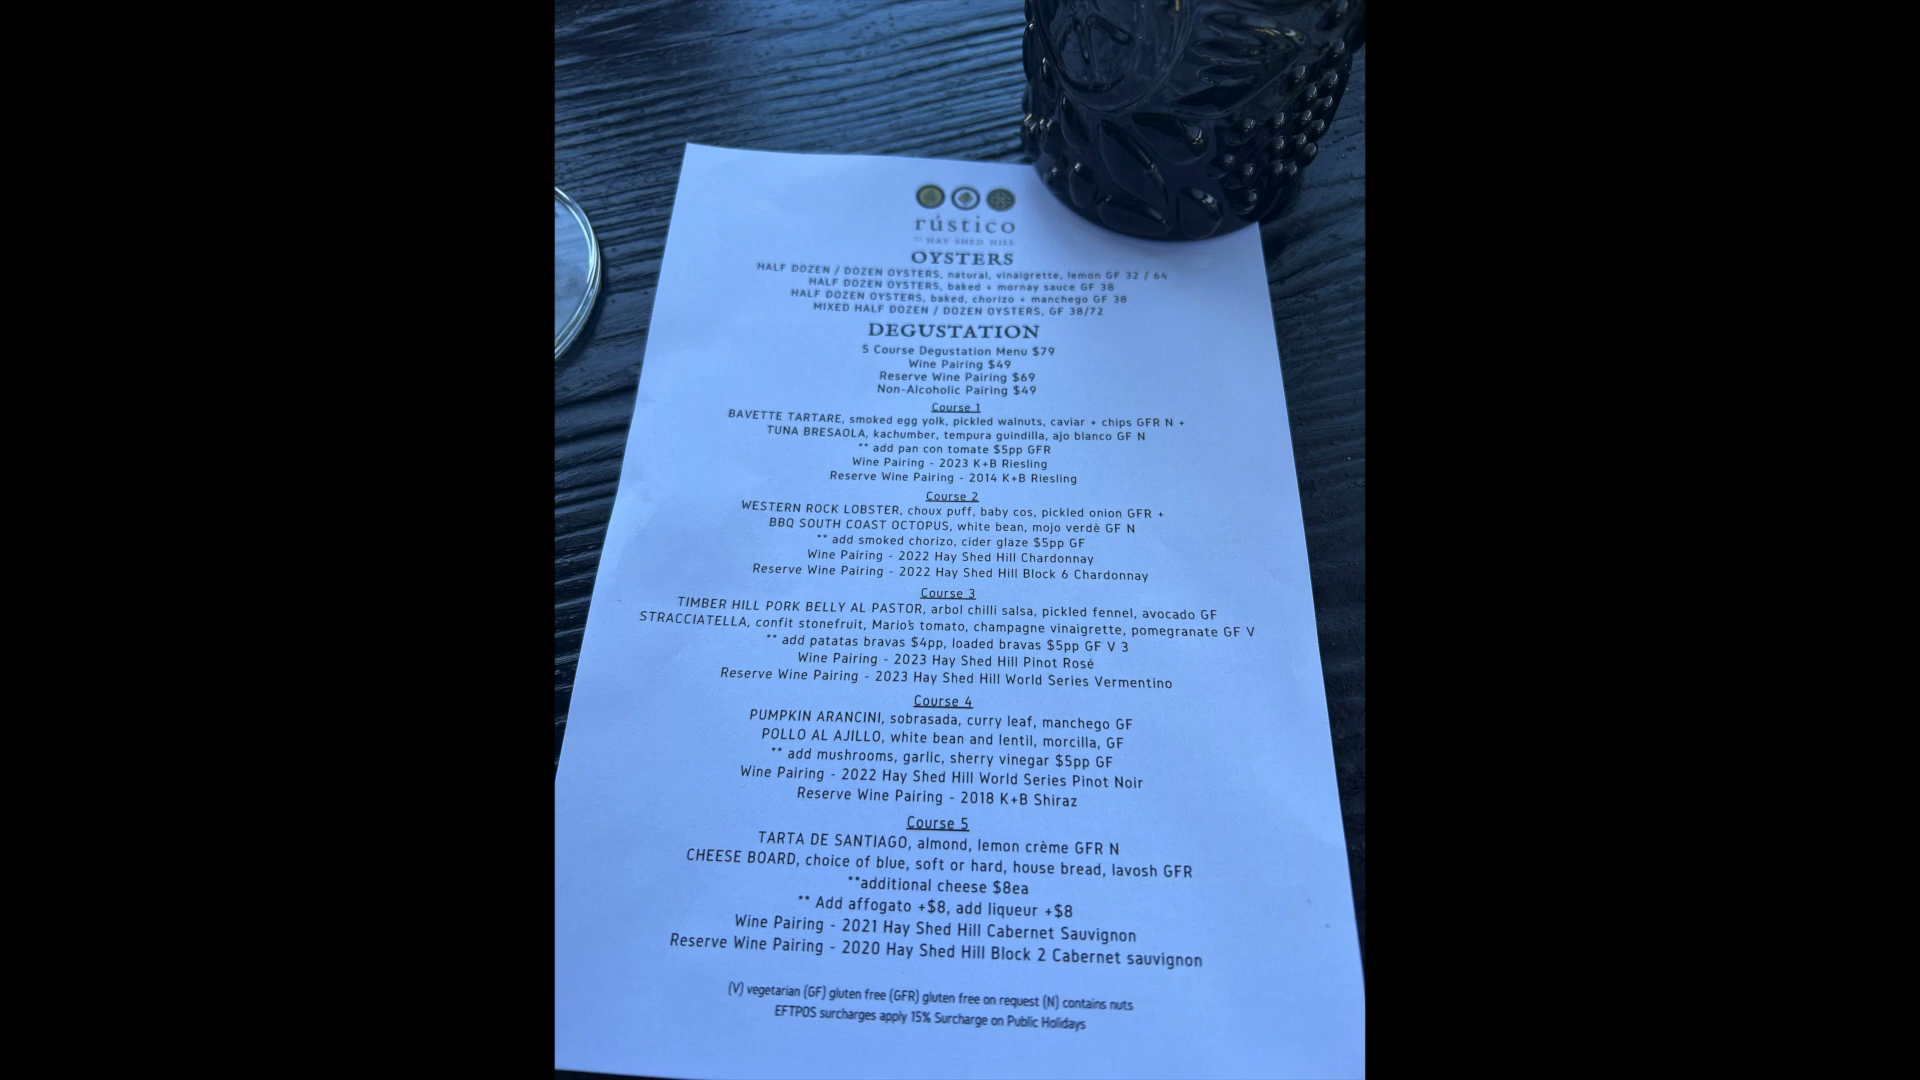 rústico
AT HAY SHED HILL
OYSTERS
HALF DOZEN / DOZEN OYSTERS, natural, vinaigrette, lemon GF 32 / 64
HALF DOZEN OYSTERS, baked + mornay sauce GF 38
HALF DOZEN OYSTERS, baked, chorizo + manchego GF 38
MIXED HALF DOZEN / DOZEN OYSTERS, GF 38/72
DEGUSTATION
5 Course Degustation Menu $79
Wine Pairing $49
Reserve Wine Pairing $69
Non-Alcoholic Pairing $49
Course 1
BAVETTE TARTARE, smoked egg yolk, pickled walnuts, caviar + chips GFR N +
TUNA BRESAOLA, kachumber, tempura guindilla, ajo blanco GF N
** add pan con tomate $5pp GFR
Wine Pairing - 2023 K+B Riesling
Reserve Wine Pairing - 2014 K+B Riesling
Course 2
WESTERN ROCK LOBSTER, choux puff, baby cos, pickled onion GFR +
BBQ SOUTH COAST OCTOPUS, white bean, mojo verdè GF N
** add smoked chorizo, cider glaze $5pp GF
Wine Pairing - 2022 Hay Shed Hill Chardonnay
Reserve Wine Pairing - 2022 Hay Shed Hill Block 6 Chardonnay
Course 3
TIMBER HILL PORK BELLY AL PASTOR, arbol chilli salsa, pickled fennel, avocado GF
STRACCIATELLA, confit stonefruit, Mario's tomato, champagne vinaigrette, pomegranate GF V
** add patatas bravas $4pp, loaded bravas $5pp GF V 3
Wine Pairing - 2023 Hay Shed Hill Pinot Rosé
Reserve Wine Pairing - 2023 Hay Shed Hill World Series Vermentino
Course 4
PUMPKIN ARANCINI, sobrasada, curry leaf, manchego GF
POLLO AL AJILLO, white bean and lentil, morcilla, GF
** add mushrooms, garlic, sherry vinegar $5pp GF
Wine Pairing - 2022 Hay Shed Hill World Series Pinot Noir
Reserve Wine Pairing - 2018 K+B Shiraz
Course 5
TARTA DE SANTIAGO, almond, lemon crème GFR N
CHEESE BOARD, choice of blue, soft or hard, house bread, lavosh GFR
**additional cheese $8ea
** Add affogato +$8, add liqueur +$8
Wine Pairing - 2021 Hay Shed Hill Cabernet Sauvignon
Reserve Wine Pairing - 2020 Hay Shed Hill Block 2 Cabernet sauvignon
(V) vegetarian (GF) gluten free (GFR) gluten free on request (N) contains nuts
EFTPOS surcharges apply 15% Surcharge on Public Holidays